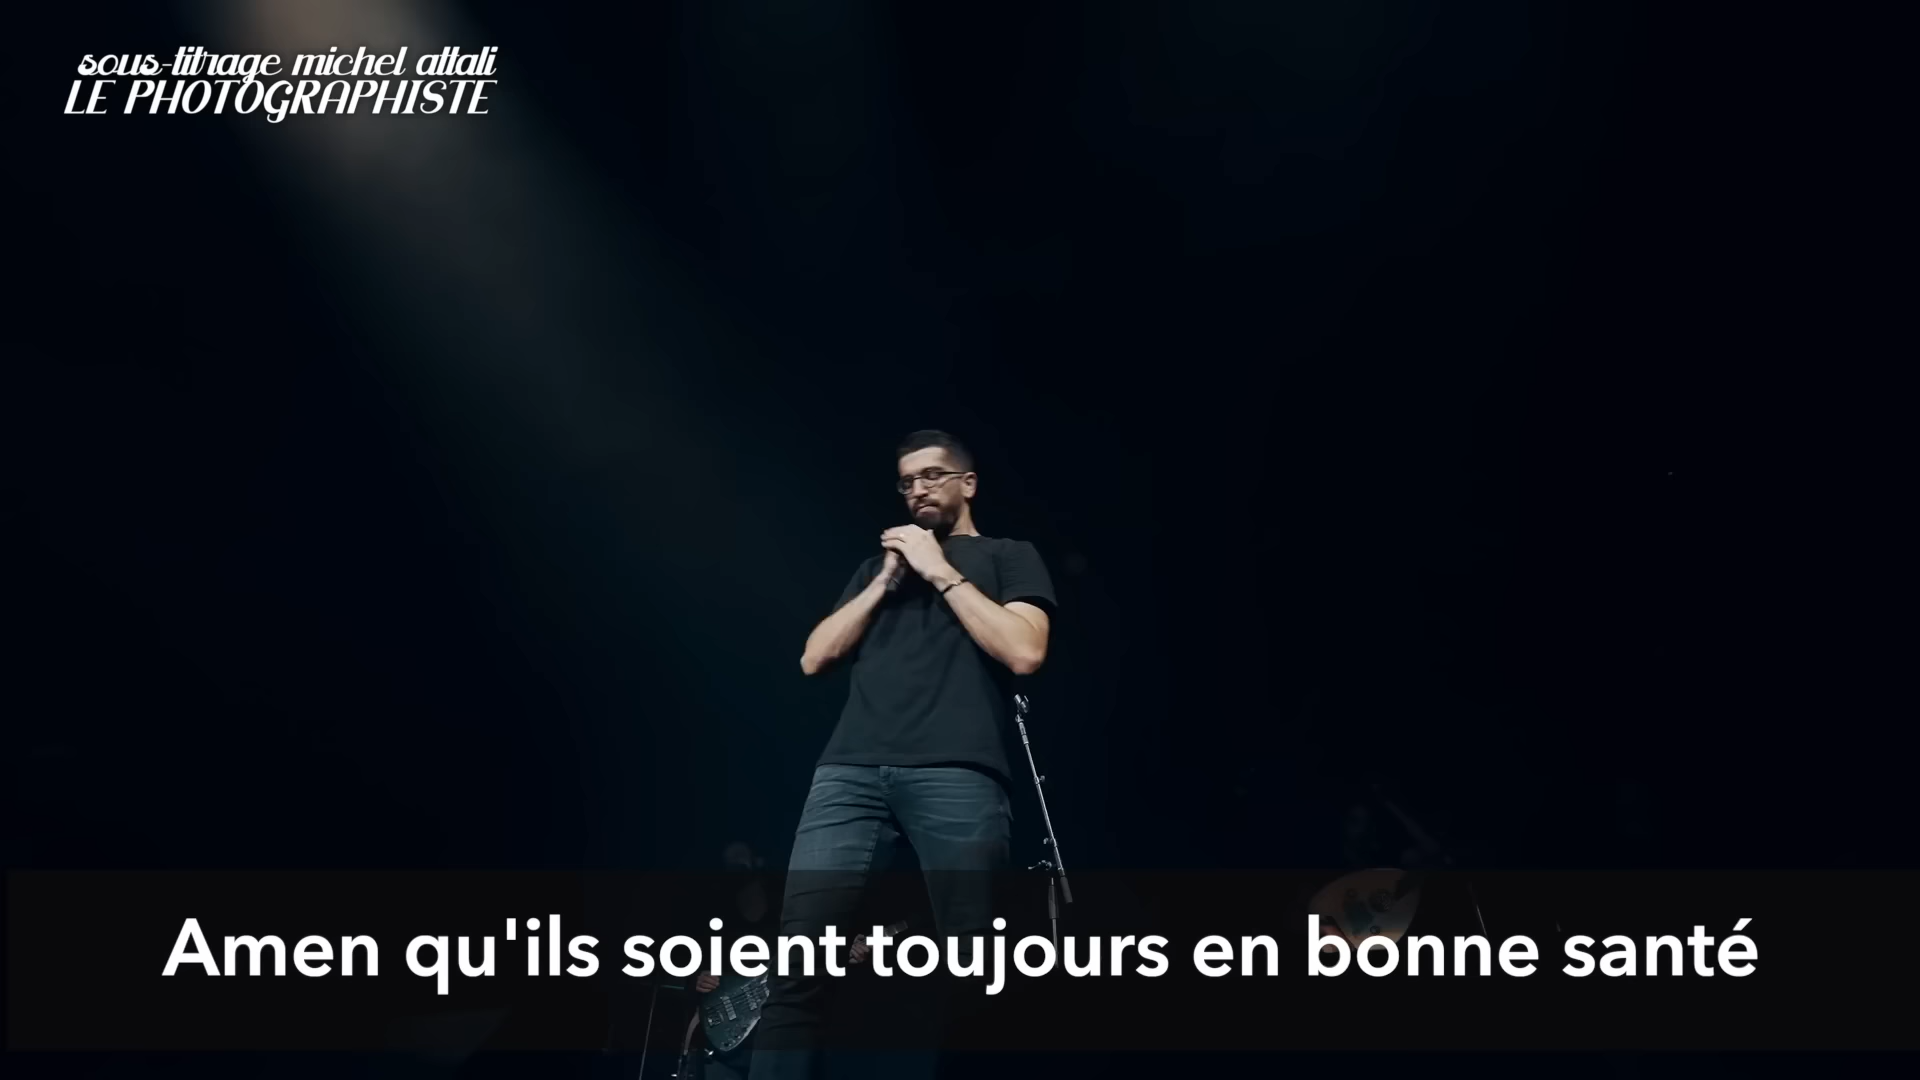 sous-titrage michel attali
LE PHOTOGRAPHISTE
Amen qu'ils soient toujours en bonne santé